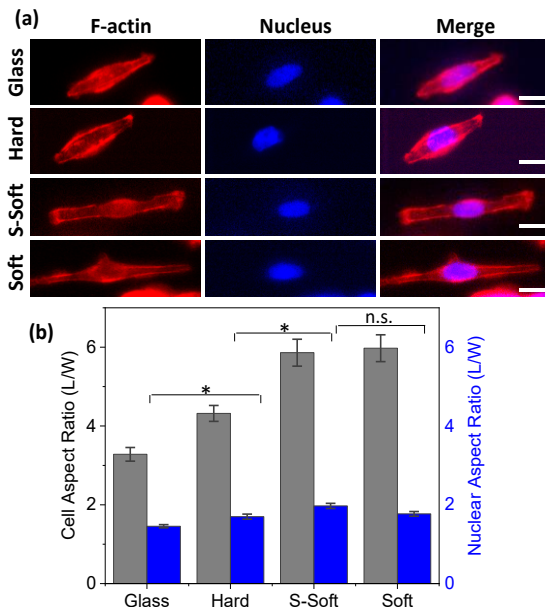 (a)
F-actin Nucleus Merge
Glass
Hard
S-Soft
Soft
(b)
n.s.
*
*
Cell Aspect Ratio (L/W)
6
4
2
0
Nuclear Aspect Ratio (L/W)
6
4
2
0
Glass Hard S-Soft Soft